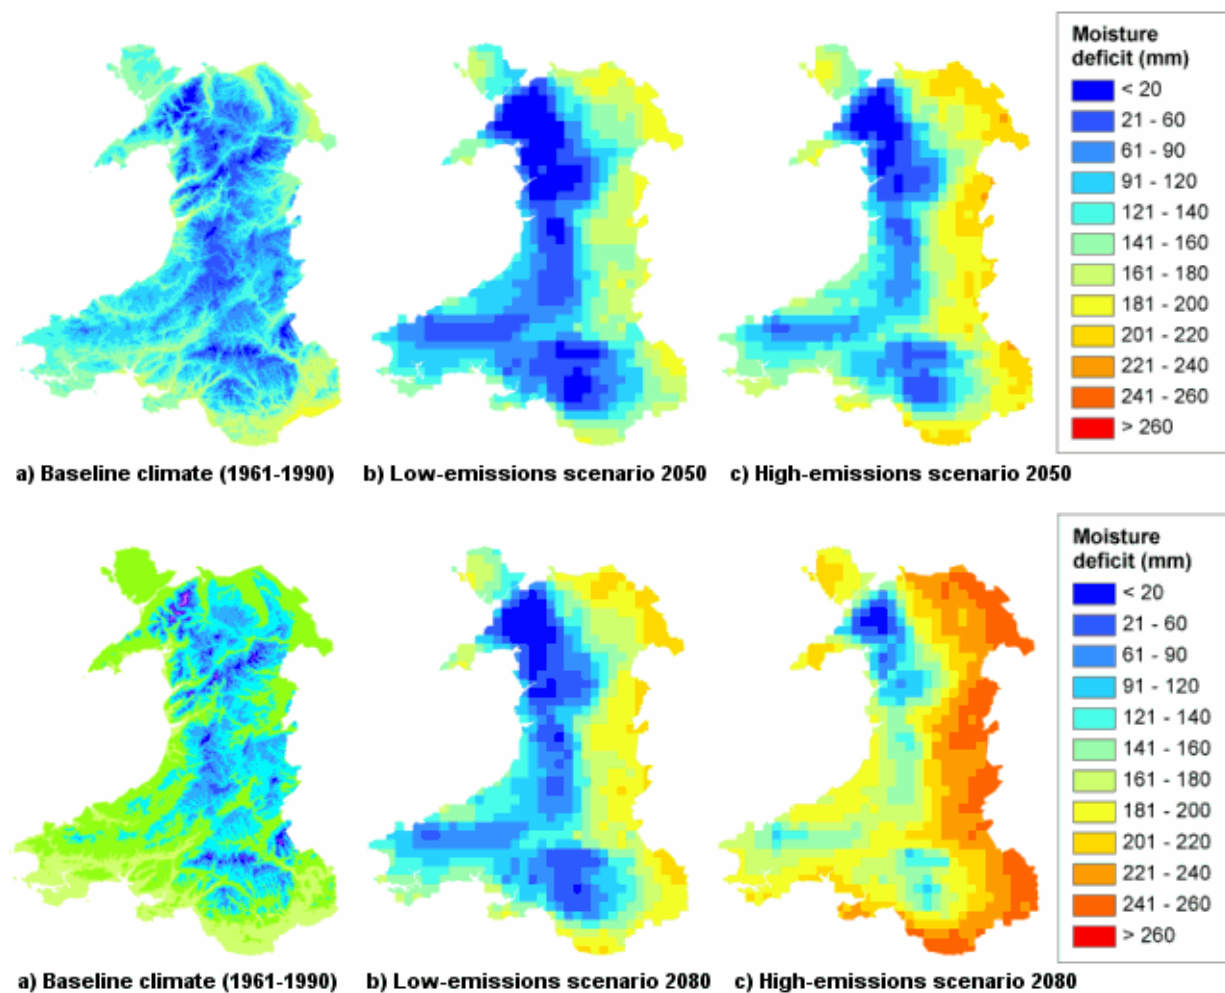 Moisture
deficit (mm)
< 20
21 - 60
61 - 90
91 - 120
121 - 140
141 - 160
161 - 180
181 - 200
201 - 220
221 - 240
241 - 260
> 260
a) Baseline climate (1961-1990)
b) Low-emissions scenario 2050
c) High-emissions scenario 2050
Moisture
deficit (mm)
< 20
21 - 60
61 - 90
91 - 120
121 - 140
141 - 160
161 - 180
181 - 200
201 - 220
221 - 240
241 - 260
> 260
a) Baseline climate (1961-1990)
b) Low-emissions scenario 2080
c) High-emissions scenario 2080